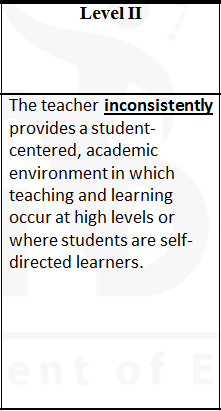 Level II
The teacher inconsistently
provides a student-
centered, academic
environment in which
teaching and learning
occur at high levels or
where students are self-
directed learners.
ent of E